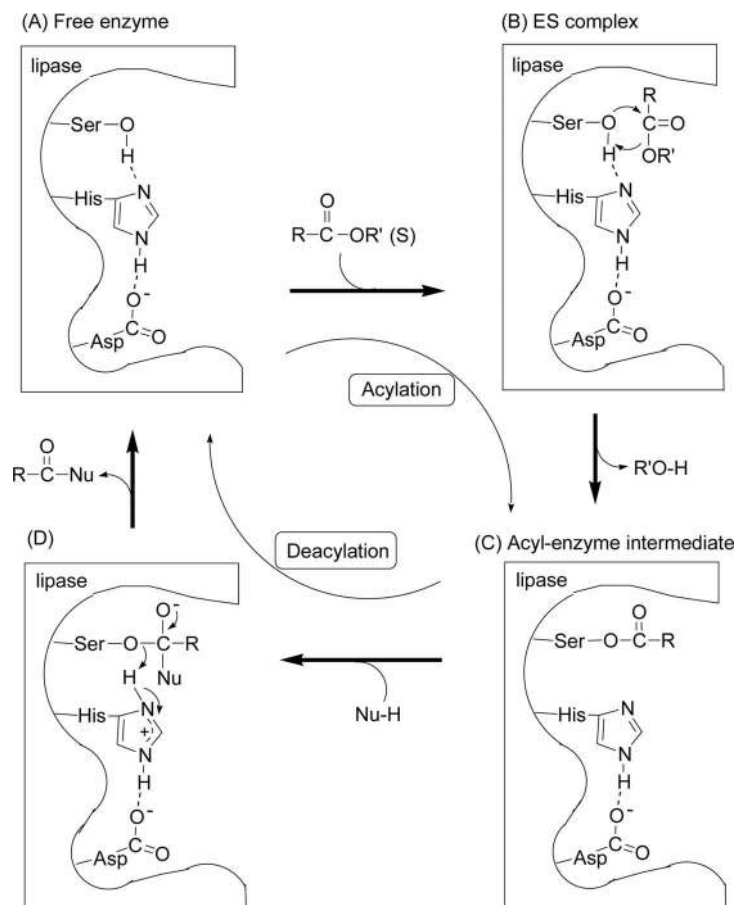 (A) Free enzyme
lipase
Ser
O
H
His
N
N
H
O-
C
O
Asp
O
R-C-OR' (S)
(B) ES complex
lipase
R
Ser
O
C
O
H
OR'
His
N
N
H
O-
C
O
Asp
Acylation
R'O-H
(C) Acyl-enzyme intermediate
lipase
O
Ser-O-C-R
His
N
N
H
O-
C
O
Asp
Nu-H
Deacylation
(D)
lipase
O-
Ser-O-C-R
H
Nu
His
N
+
N
H
O-
C
O
Asp
O
R-C-Nu